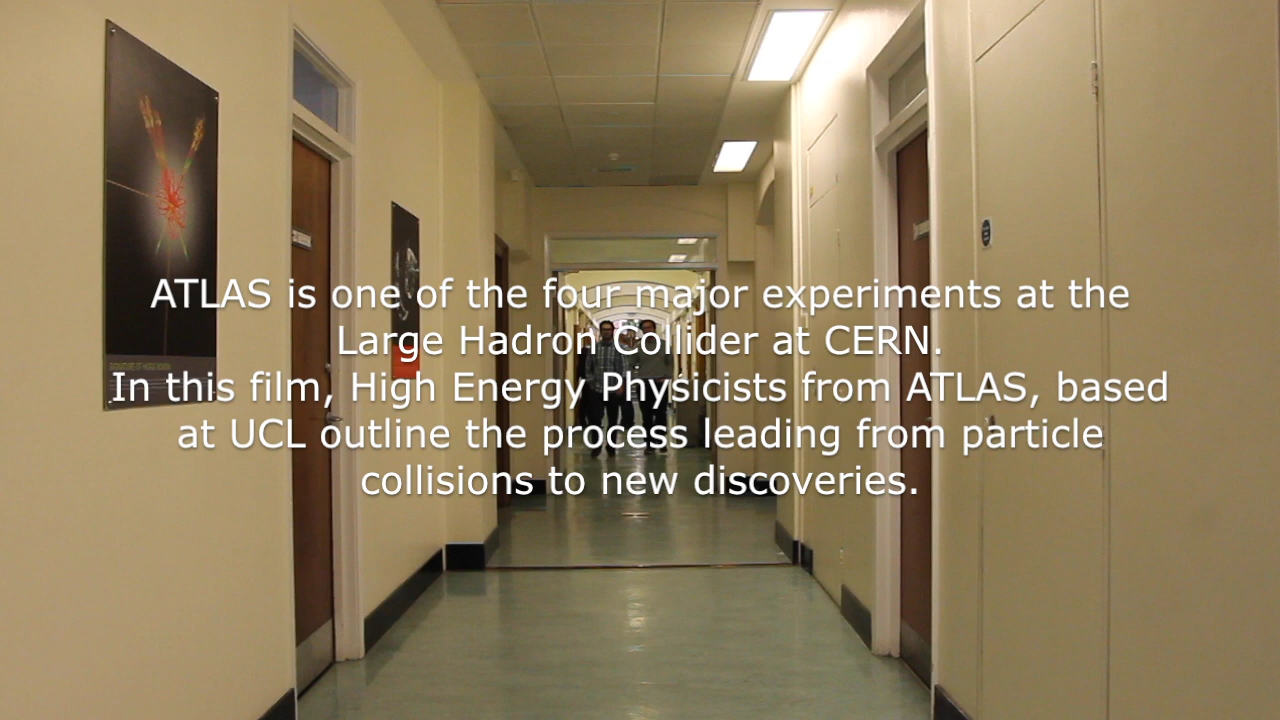 ATLAS is one of the four major experiments at the
Large Hadron Collider at CERN.
In this film, High Energy Physicists from ATLAS, based
at UCL outline the process leading from particle
collisions to new discoveries.